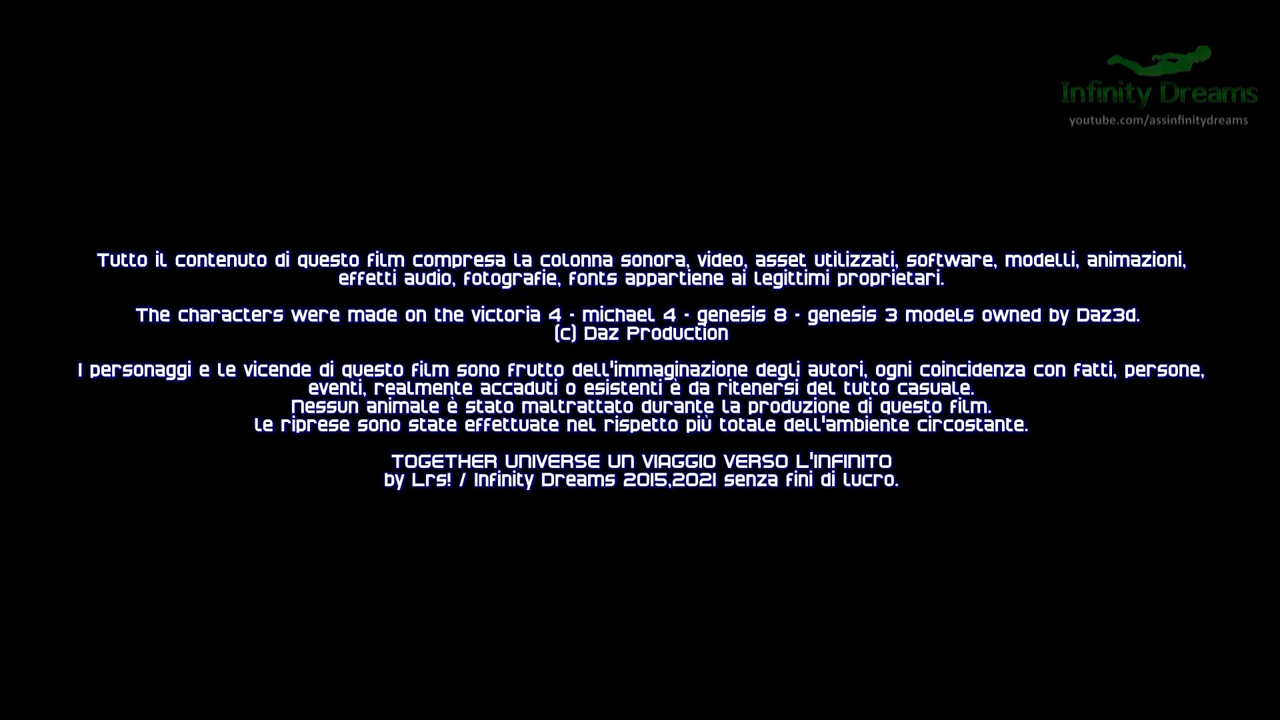 Infinity Dreams
youtube.com/assinfinitydreams
Tutto il contenuto di questo film compresa la colonna sonora, video, asset utilizzati, software, modelli, animazioni,
effetti audio, fotografie, fonts appartiene ai legittimi proprietari.
The characters were made on the victoria 4 - michael 4 - genesis 8 - genesis 3 models owned by Daz3d.
(c) Daz Production
I personaggi e le vicende di questo film sono frutto dell'immaginazione degli autori, ogni coincidenza con fatti, persone,
eventi, realmente accaduti o esistenti è da ritenersi del tutto casuale.
Nessun animale è stato maltrattato durante la produzione di questo film.
Le riprese sono state effettuate nel rispetto più totale dell'ambiente circostante.
TOGETHER UNIVERSE UN VIAGGIO VERSO L'INFINITO
by Lrs! / Infinity Dreams 2015,2021 senza fini di lucro.